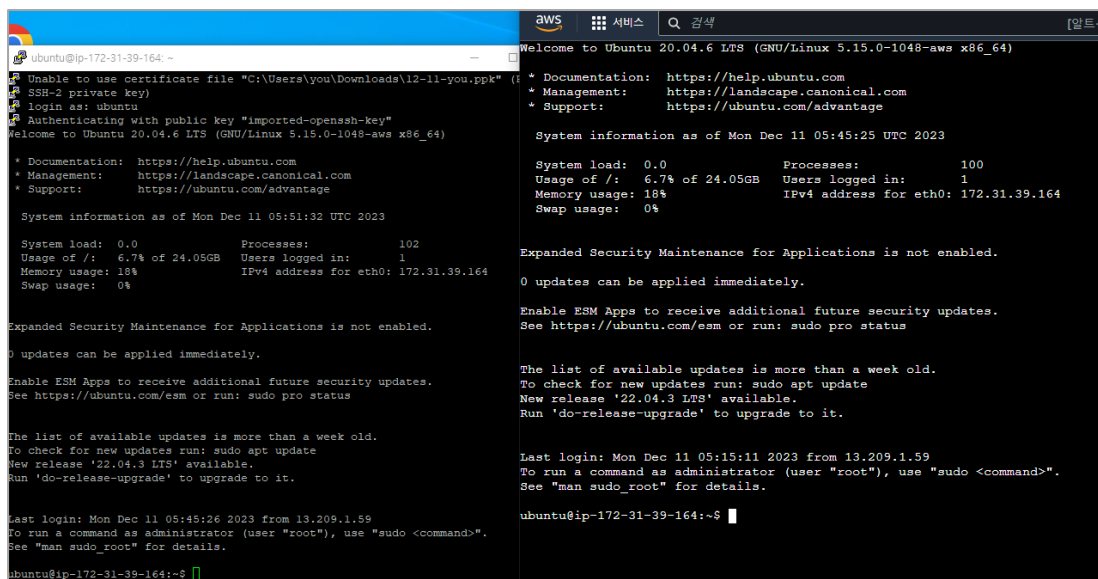 ubuntu@ip-172-31-39-164: ~
Unable to use certificate file "C:\Users\you\Downloads\12-11-you.ppk" (
SSH-2 private key)
login as: ubuntu
Authenticating with public key "imported-openssh-key"
Welcome to Ubuntu 20.04.6 LTS (GNU/Linux 5.15.0-1048-aws x86_64)
* Documentation: https://help.ubuntu.com
* Management: https://landscape.canonical.com
* Support: https://ubuntu.com/advantage
System information as of Mon Dec 11 05:51:32 UTC 2023
System load: 0.0 Processes: 102
Usage of /: 6.7% of 24.05GB Users logged in: 1
Memory usage: 18% IPv4 address for eth0: 172.31.39.164
Swap usage: 0%
Expanded Security Maintenance for Applications is not enabled.
0 updates can be applied immediately.
Enable ESM Apps to receive additional future security updates.
See https://ubuntu.com/esm or run: sudo pro status
The list of available updates is more than a week old.
To check for new updates run: sudo apt update
New release '22.04.3 LTS' available.
Run 'do-release-upgrade' to upgrade to it.
Last login: Mon Dec 11 05:45:26 2023 from 13.209.1.59
To run a command as administrator (user "root"), use "sudo <command>".
See "man sudo_root" for details.
ubuntu@ip-172-31-39-164:~$
aws 서비스 검색 [알트
Welcome to Ubuntu 20.04.6 LTS (GNU/Linux 5.15.0-1048-aws x86_64)
* Documentation: https://help.ubuntu.com
* Management: https://landscape.canonical.com
* Support: https://ubuntu.com/advantage
System information as of Mon Dec 11 05:45:25 UTC 2023
System load: 0.0 Processes: 100
Usage of /: 6.7% of 24.05GB Users logged in: 1
Memory usage: 18% IPv4 address for eth0: 172.31.39.164
Swap usage: 0%
Expanded Security Maintenance for Applications is not enabled.
0 updates can be applied immediately.
Enable ESM Apps to receive additional future security updates.
See https://ubuntu.com/esm or run: sudo pro status
The list of available updates is more than a week old.
To check for new updates run: sudo apt update
New release '22.04.3 LTS' available.
Run 'do-release-upgrade' to upgrade to it.
Last login: Mon Dec 11 05:15:11 2023 from 13.209.1.59
To run a command as administrator (user "root"), use "sudo <command>".
See "man sudo_root" for details.
ubuntu@ip-172-31-39-164:~$